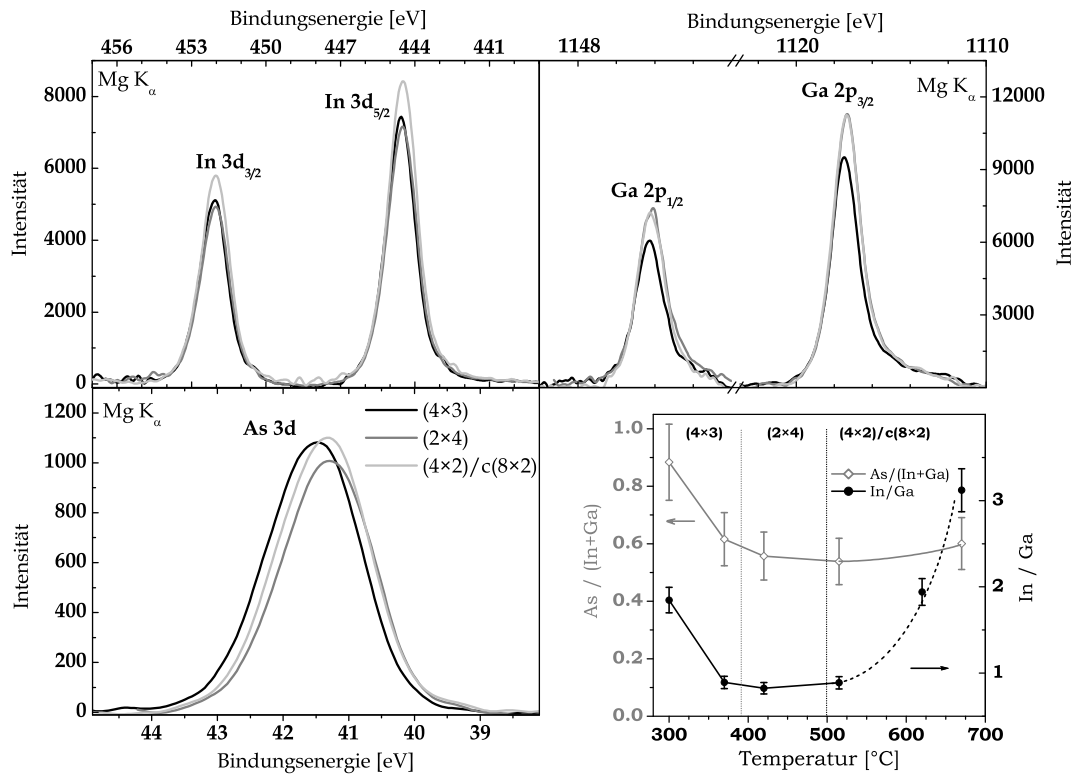 Bindungsenergie [eV]
Bindungsenergie [eV]
456 453 450 447 444 441
1148 1120 1110
Mg Kα
In 3d5/2
In 3d3/2
Intensität
8000
6000
4000
2000
0
Ga 2p3/2
Mg Kα
Ga 2p1/2
12000
9000
6000
3000
Intensität
Mg Kα
As 3d
(4×3)
(2×4)
(4×2)/c(8×2)
Intensität
1200
1000
800
600
400
200
0
44 43 42 41 40 39
Bindungsenergie [eV]
(4×3) (2×4) (4×2)/c(8×2)
As/(In+Ga)
In/Ga
As / (In+Ga)
1.0
0.8
0.6
0.4
0.2
0.0
3
2
1
In / Ga
300 400 500 600 700
Temperatur [°C]